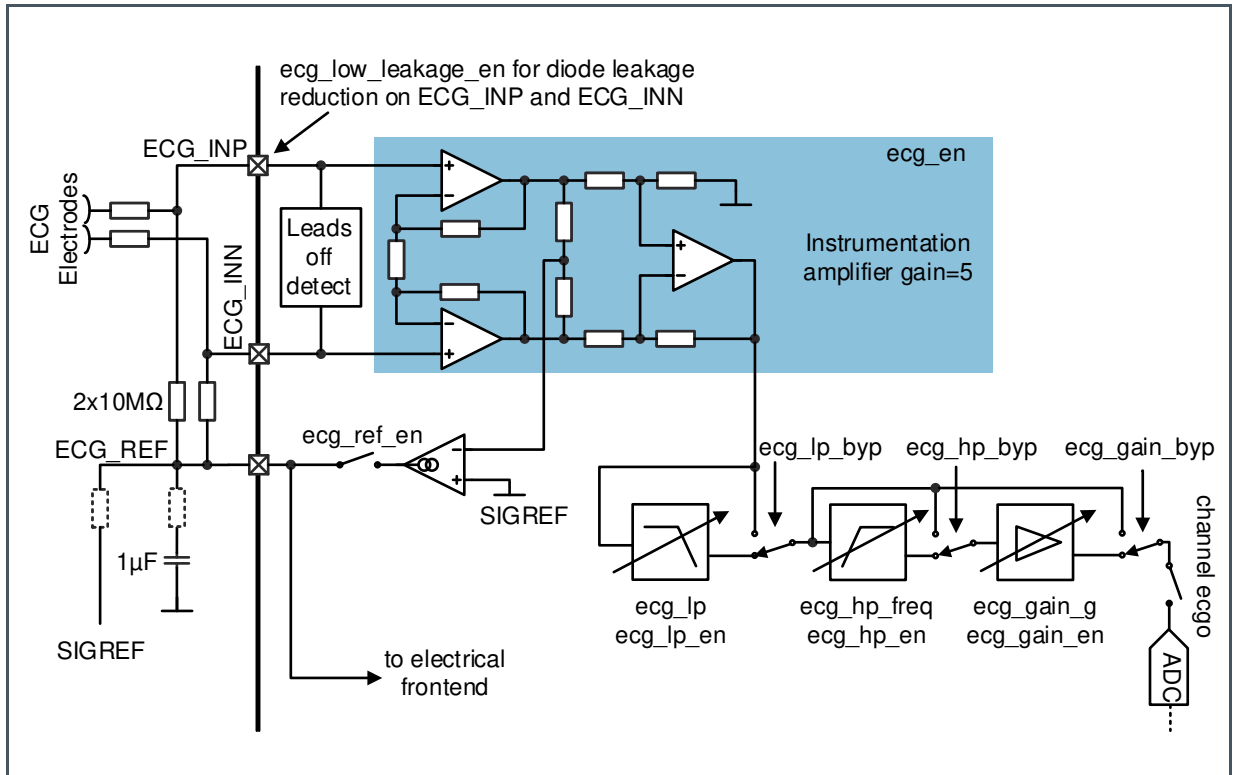 ecg_low_leakage_en for diode leakage
reduction on ECG_INP and ECG_INN
ECG_INP
ecg_en
ECG
Electrodes
Leads
off
detect
Instrumentation
amplifier gain=5
ECG_INN
2x10MΩ
ECG_REF
ecg_ref_en
SIGREF
ecg_lp_byp
ecg_hp_byp
ecg_gain_byp
1µF
SIGREF
ecg_lp
ecg_lp_en
ecg_hp_freq
ecg_hp_en
ecg_gain_g
ecg_gain_en
channel ecgo
to electrical
frontend
ADC
+
-
-
+
+
-
-
+